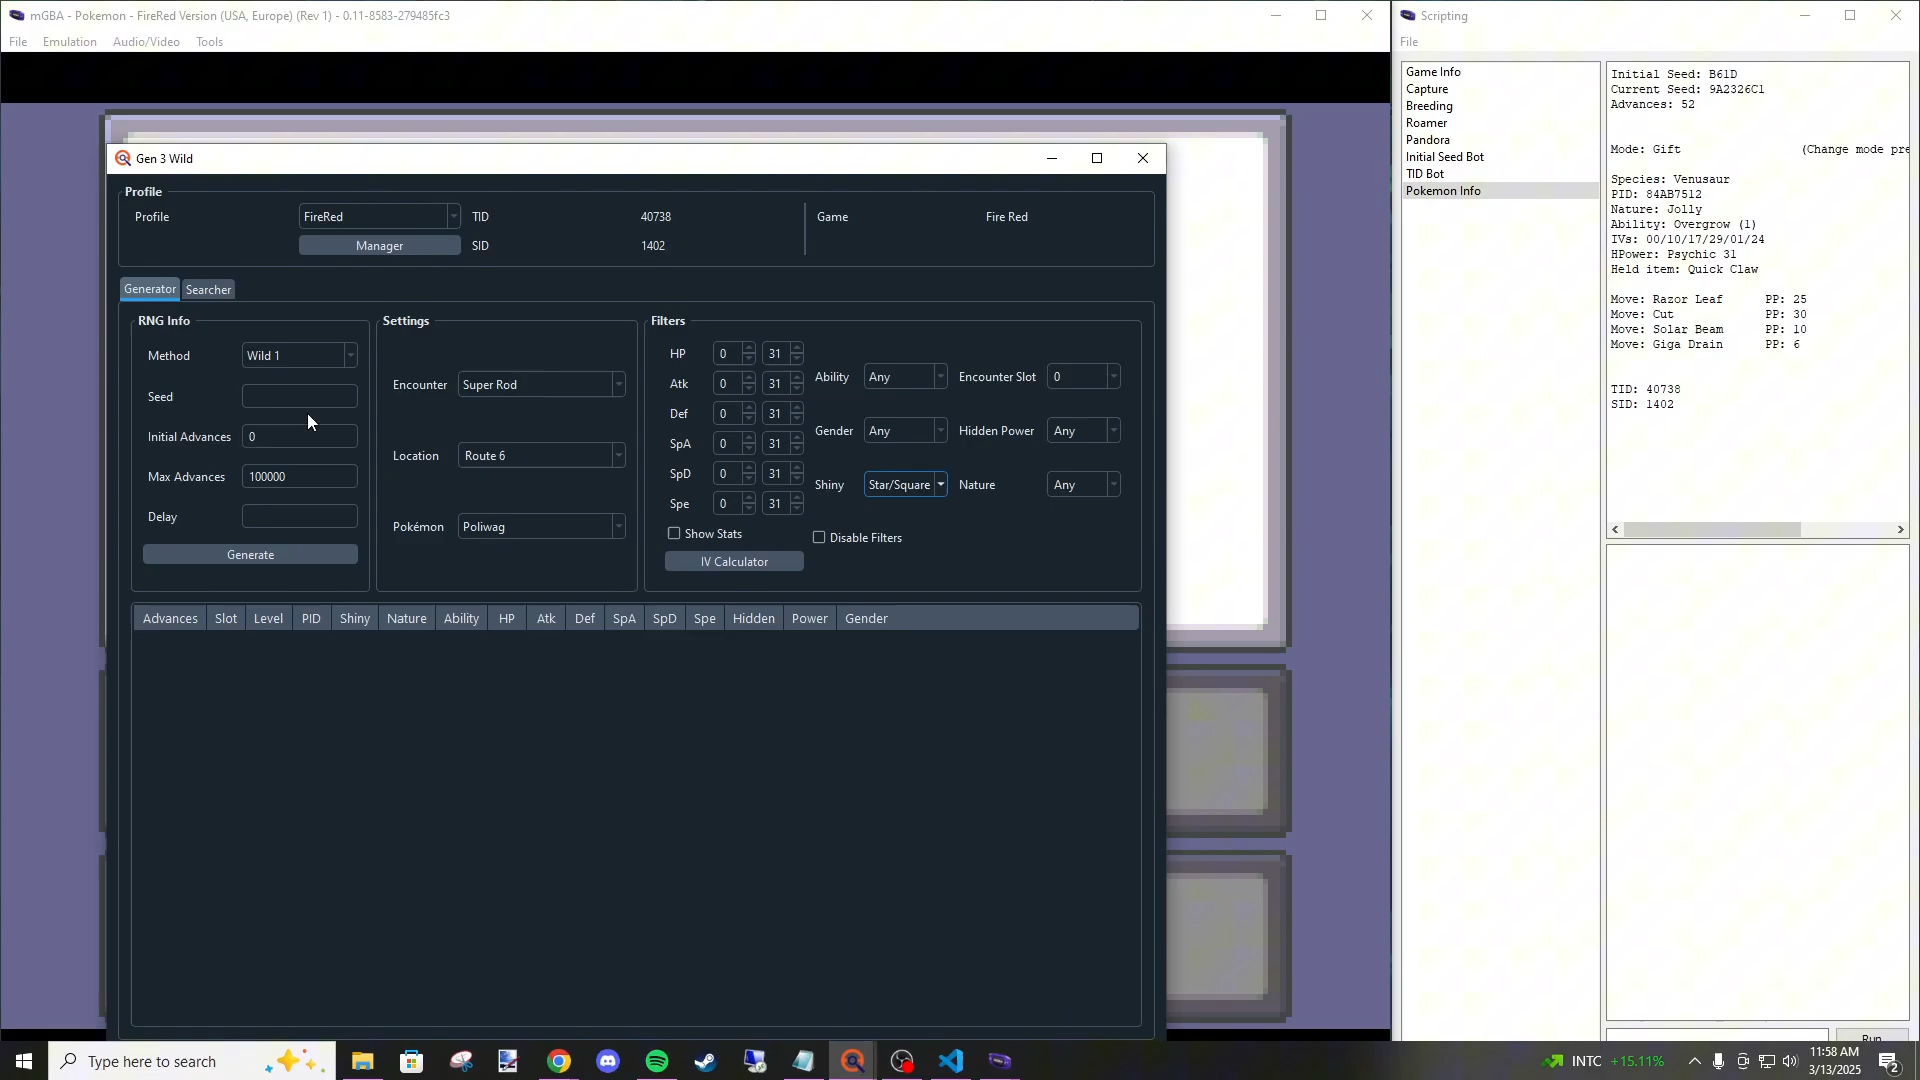 mGBA - Pokemon - FireRed Version (USA, Europe) (Rev 1) - 0.11-8583-279485fc3
File Emulation Audio/Video Tools
Gen 3 Wild
Profile
Profile FireRed TID 40738 Game Fire Red
Manager SID 1402
Generator Searcher
RNG Info
Method Wild 1
Seed
Initial Advances 0
Max Advances 100000
Delay
Generate
Settings
Encounter Super Rod
Location Route 6
Pokémon Poliwag
Filters
HP 0 31
Atk 0 31
Def 0 31
SpA 0 31
SpD 0 31
Spe 0 31
Show Stats
IV Calculator
Ability Any Encounter Slot 0
Gender Any Hidden Power Any
Shiny Star/Square Nature Any
Disable Filters
Advances Slot Level PID Shiny Nature Ability HP Atk Def SpA SpD Spe Hidden Power Gender
Scripting
File
Game Info
Capture
Breeding
Roamer
Pandora
Initial Seed Bot
TID Bot
Pokemon Info
Initial Seed: B61D
Current Seed: 9A2326C1
Advances: 52
Mode: Gift (Change mode pre
Species: Venusaur
PID: 84AB7512
Nature: Jolly
Ability: Overgrow (1)
IVs: 00/10/17/29/01/24
HPower: Psychic 31
Held item: Quick Claw
Move: Razor Leaf PP: 25
Move: Cut PP: 30
Move: Solar Beam PP: 10
Move: Giga Drain PP: 6
TID: 40738
SID: 1402
Run
Type here to search
INTC +15.11%
11:58 AM
3/13/2025
2